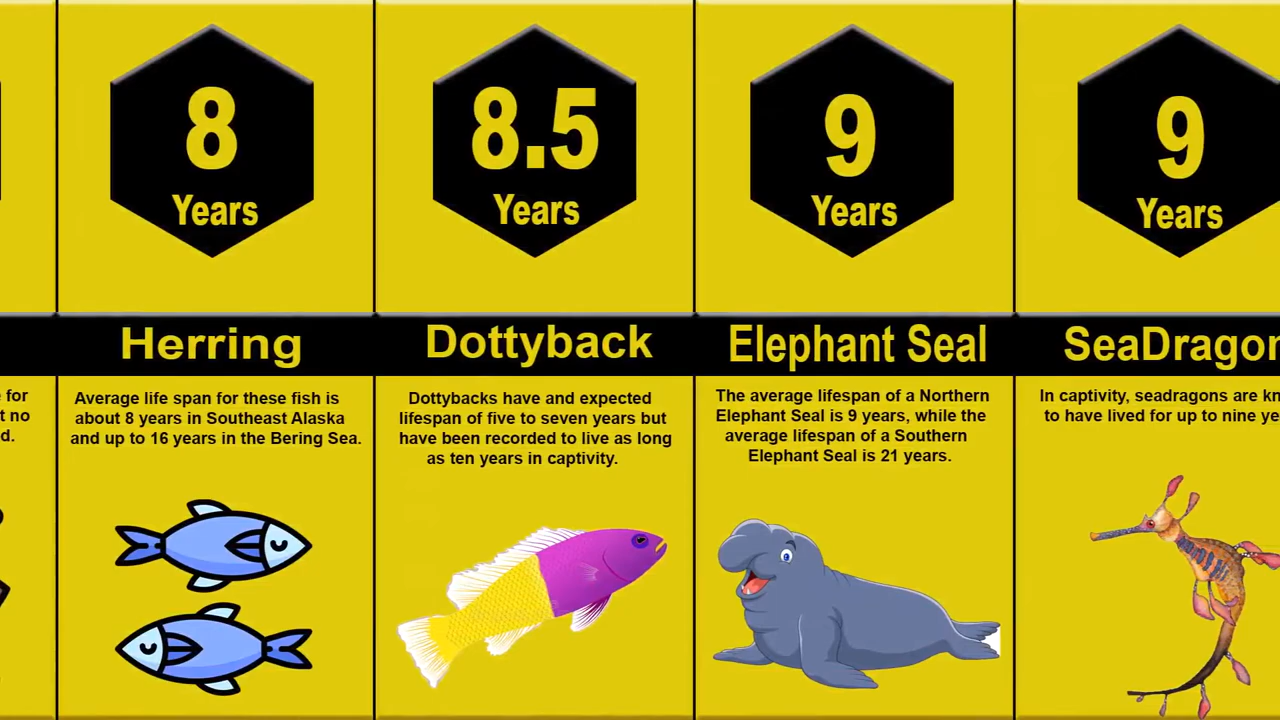 8
Years
8.5
Years
9
Years
9
Years
Herring
Dottyback
Elephant Seal
SeaDragon
for
t no
d.
Average life span for these fish is
about 8 years in Southeast Alaska
and up to 16 years in the Bering Sea.
Dottybacks have and expected
lifespan of five to seven years but
have been recorded to live as long
as ten years in captivity.
The average lifespan of a Northern
Elephant Seal is 9 years, while the
average lifespan of a Southern
Elephant Seal is 21 years.
In captivity, seadragons are kn
to have lived for up to nine ye